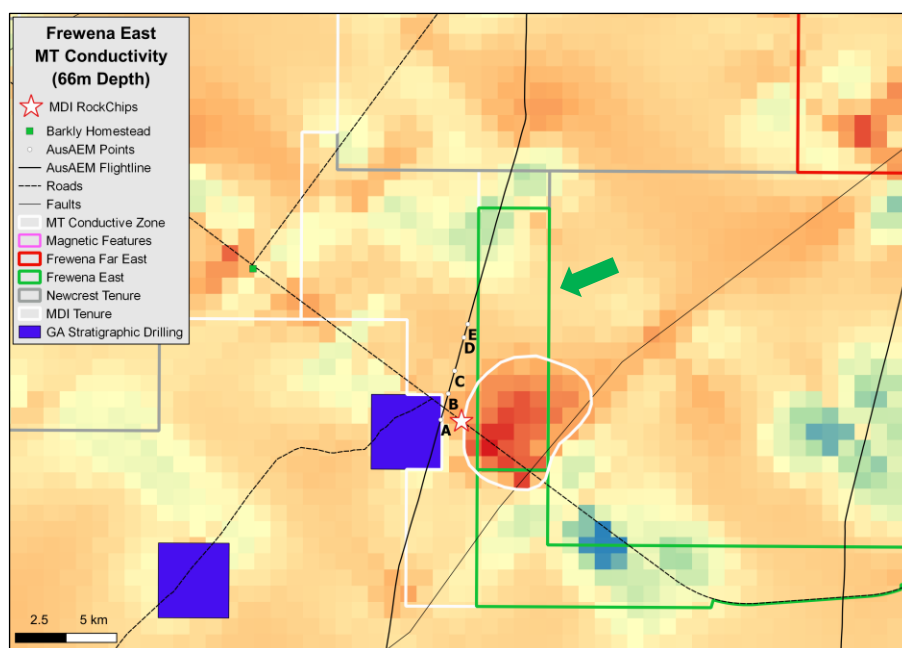 Frewena East
MT Conductivity
(66m Depth)
MDI RockChips
Barkly Homestead
AusAEM Points
AusAEM Flightline
Roads
Faults
MT Conductive Zone
Magnetic Features
Frewena Far East
Frewena East
Newcrest Tenure
MDI Tenure
GA Stratigraphic Drilling
E
D
C
B
A
2.5 5 km